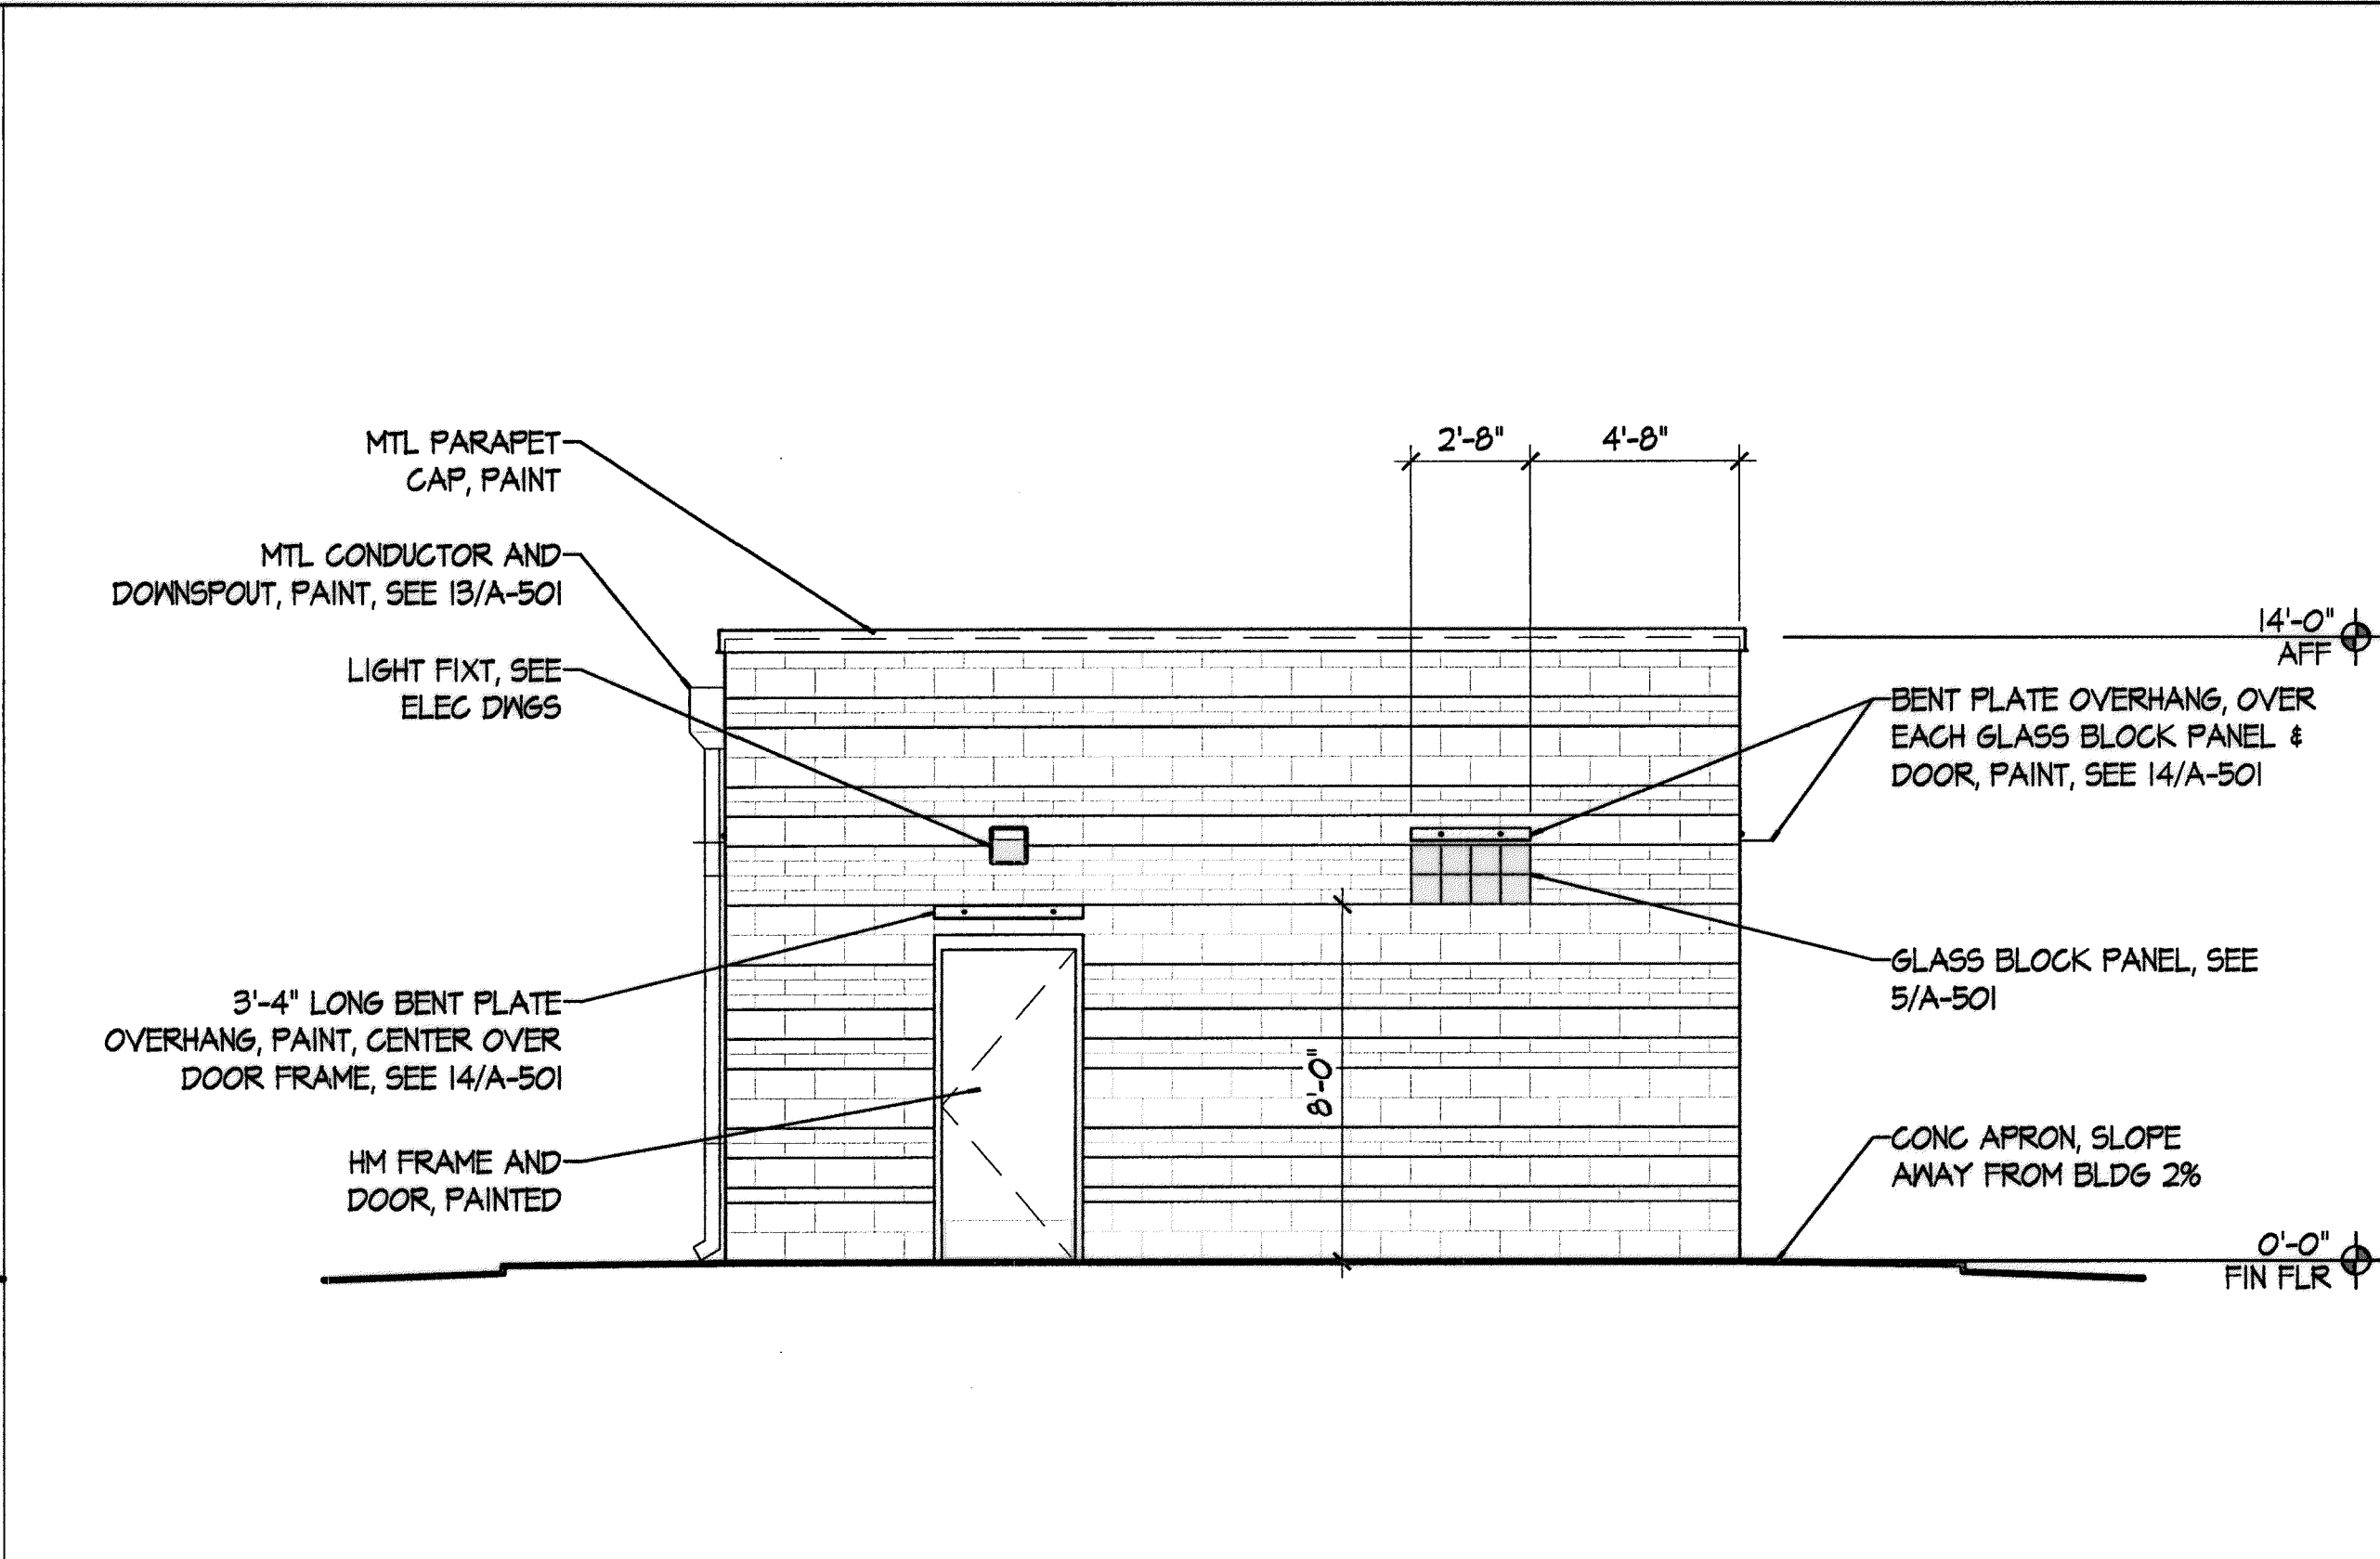 MTL PARAPET
CAP, PAINT
MTL CONDUCTOR AND
DOWNSPOUT, PAINT, SEE 13/A-501
LIGHT FIXT, SEE
ELEC DWGS
3'-4" LONG BENT PLATE
OVERHANG, PAINT, CENTER OVER
DOOR FRAME, SEE 14/A-501
HM FRAME AND
DOOR, PAINTED
2'-8" 4'-8"
8'-0"
14'-0"
AFF
BENT PLATE OVERHANG, OVER
EACH GLASS BLOCK PANEL &
DOOR, PAINT, SEE 14/A-501
GLASS BLOCK PANEL, SEE
5/A-501
CONC APRON, SLOPE
AWAY FROM BLDG 2%
0'-0"
FIN FLR